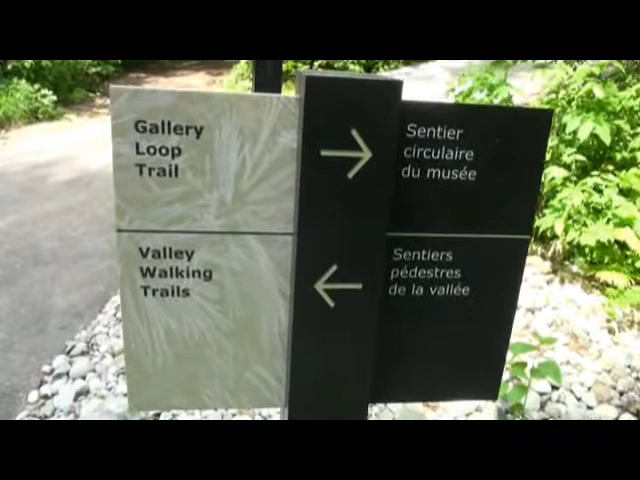 Gallery
Loop
Trail
Sentier
circulaire
du musée
Valley
Walking
Trails
Sentiers
pédestres
de la vallée